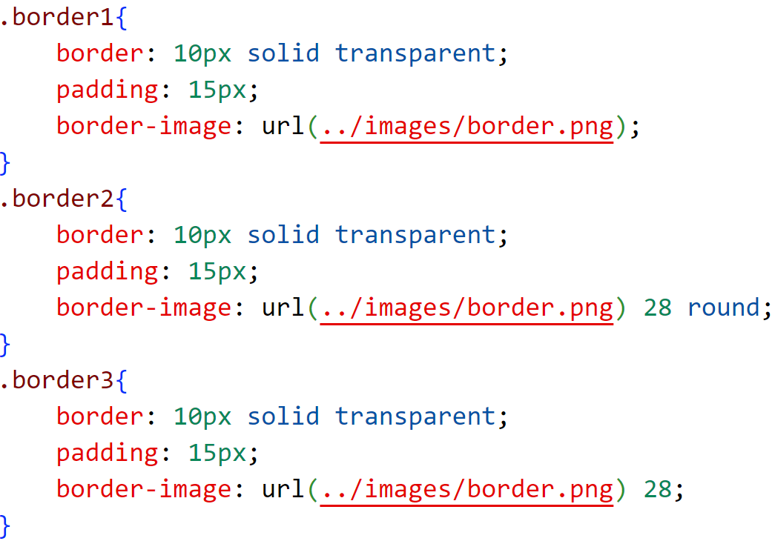 .border1{
    border: 10px solid transparent;
    padding: 15px;
    border-image: url(../images/border.png);
}
.border2{
    border: 10px solid transparent;
    padding: 15px;
    border-image: url(../images/border.png) 28 round;
}
.border3{
    border: 10px solid transparent;
    padding: 15px;
    border-image: url(../images/border.png) 28;
}